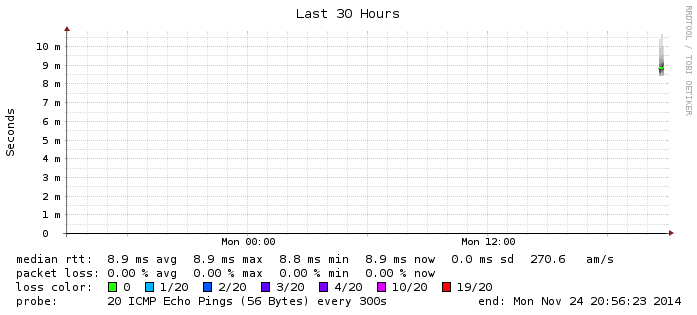 Last 30 Hours
RRDTOOL / TOBI OETIKER
Seconds
10 m
9 m
8 m
7 m
6 m
5 m
4 m
3 m
2 m
1 m
0
Mon 00:00 Mon 12:00
median rtt: 8.9 ms avg 8.9 ms max 8.8 ms min 8.9 ms now 0.0 ms sd 270.6 am/s
packet loss: 0.00 % avg 0.00 % max 0.00 % min 0.00 % now
loss color: 0 1/20 2/20 3/20 4/20 10/20 19/20
probe: 20 ICMP Echo Pings (56 Bytes) every 300s end: Mon Nov 24 20:56:23 2014